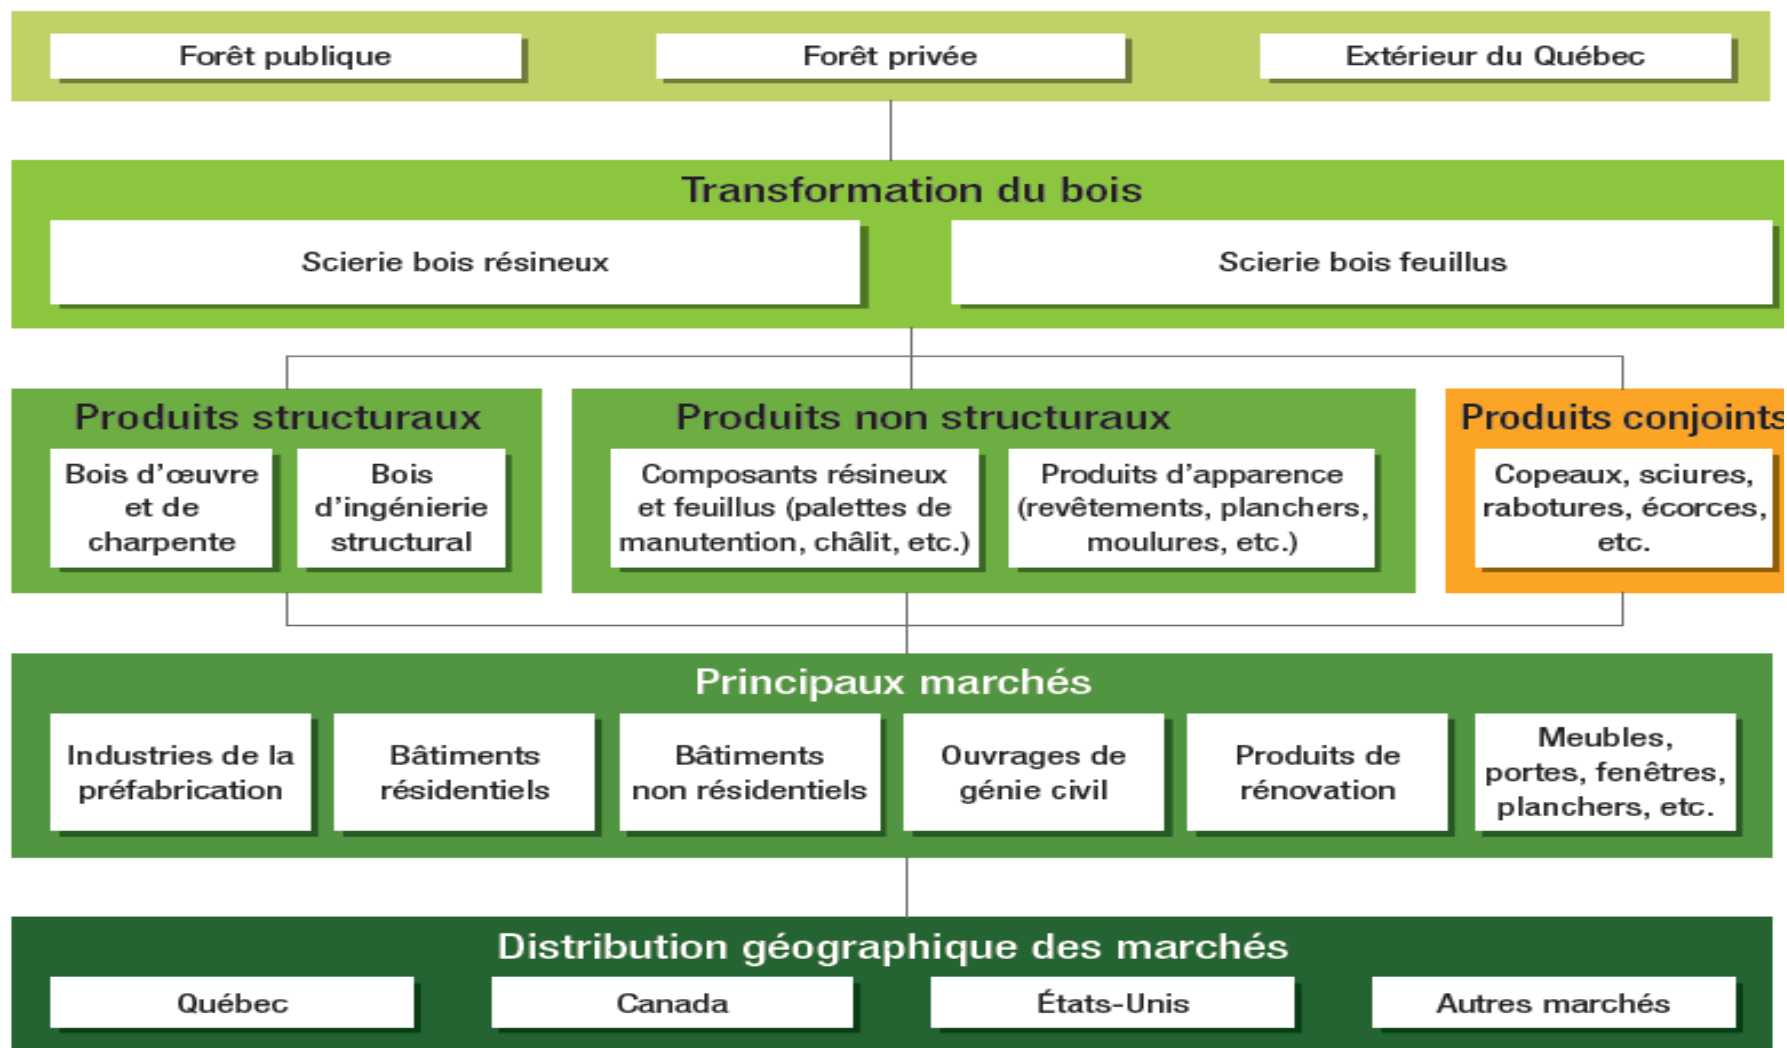 Forêt publique
Forêt privée
Extérieur du Québec
Transformation du bois
Scierie bois résineux
Scierie bois feuillus
Produits structuraux
Bois d'œuvre
et de
charpente
Bois
d'ingénierie
structural
Produits non structuraux
Composants résineux
et feuillus (palettes de
manutention, châlit, etc.)
Produits d'apparence
(revêtements, planchers,
moulures, etc.)
Produits conjoints
Copeaux, sciures,
rabotures, écorces,
etc.
Principaux marchés
Industries de la
préfabrication
Bâtiments
résidentiels
Bâtiments
non résidentiels
Ouvrages de
génie civil
Produits de
rénovation
Meubles,
portes, fenêtres,
planchers, etc.
Distribution géographique des marchés
Québec
Canada
États-Unis
Autres marchés